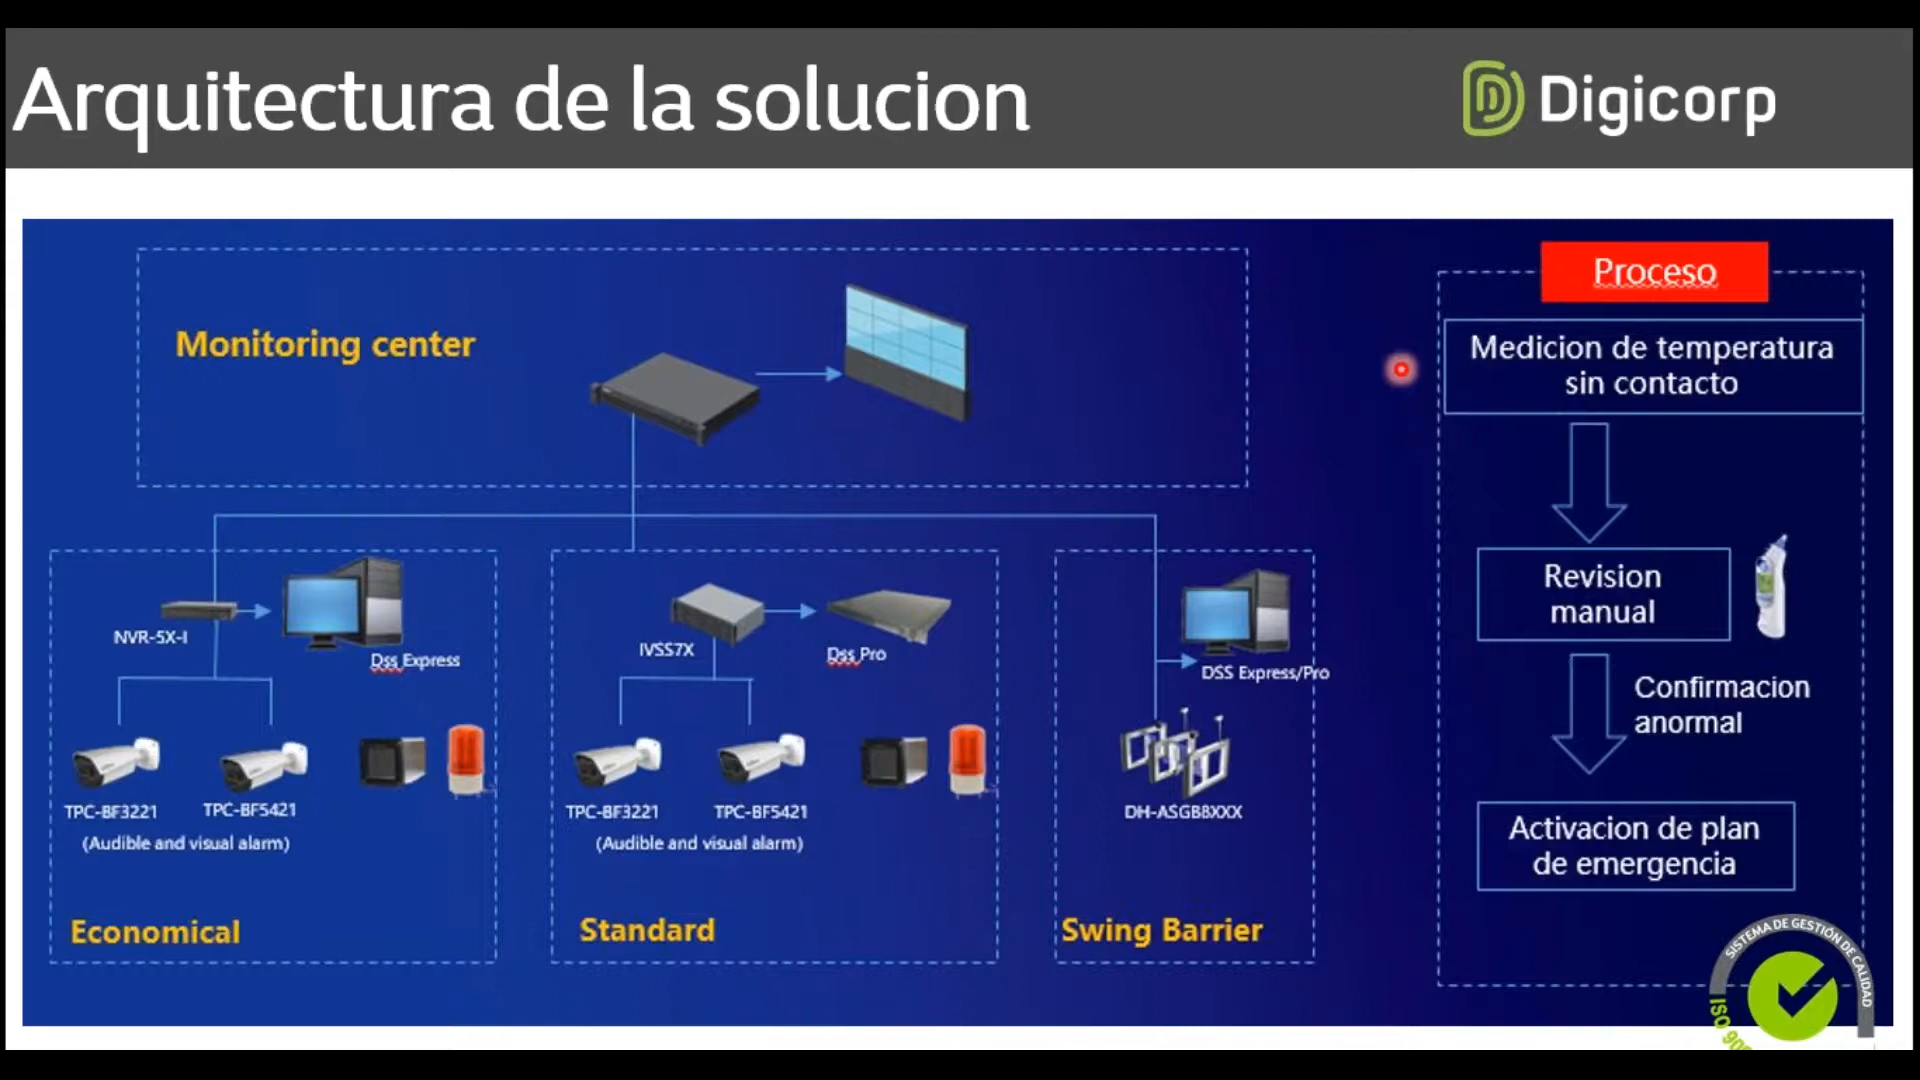 Arquitectura de la solucion
Digicorp
Monitoring center
Proceso
Medicion de temperatura
sin contacto
Revision
manual
Confirmacion
anormal
Activacion de plan
de emergencia
NVR-5X-I
Dss Express
TPC-BF3221
TPC-BF5421
(Audible and visual alarm)
Economical
IVSS7X
Dss Pro
TPC-BF3221
TPC-BF5421
(Audible and visual alarm)
Standard
DSS Express/Pro
DH-ASGB8XXX
Swing Barrier
SISTEMA DE GESTIÓN DE CALIDAD
ISO